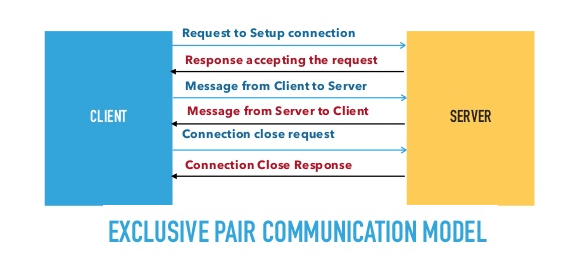 Request to Setup connection
Response accepting the request
Message from Client to Server
Message from Server to Client
Connection close request
Connection Close Response
CLIENT
SERVER
EXCLUSIVE PAIR COMMUNICATION MODEL